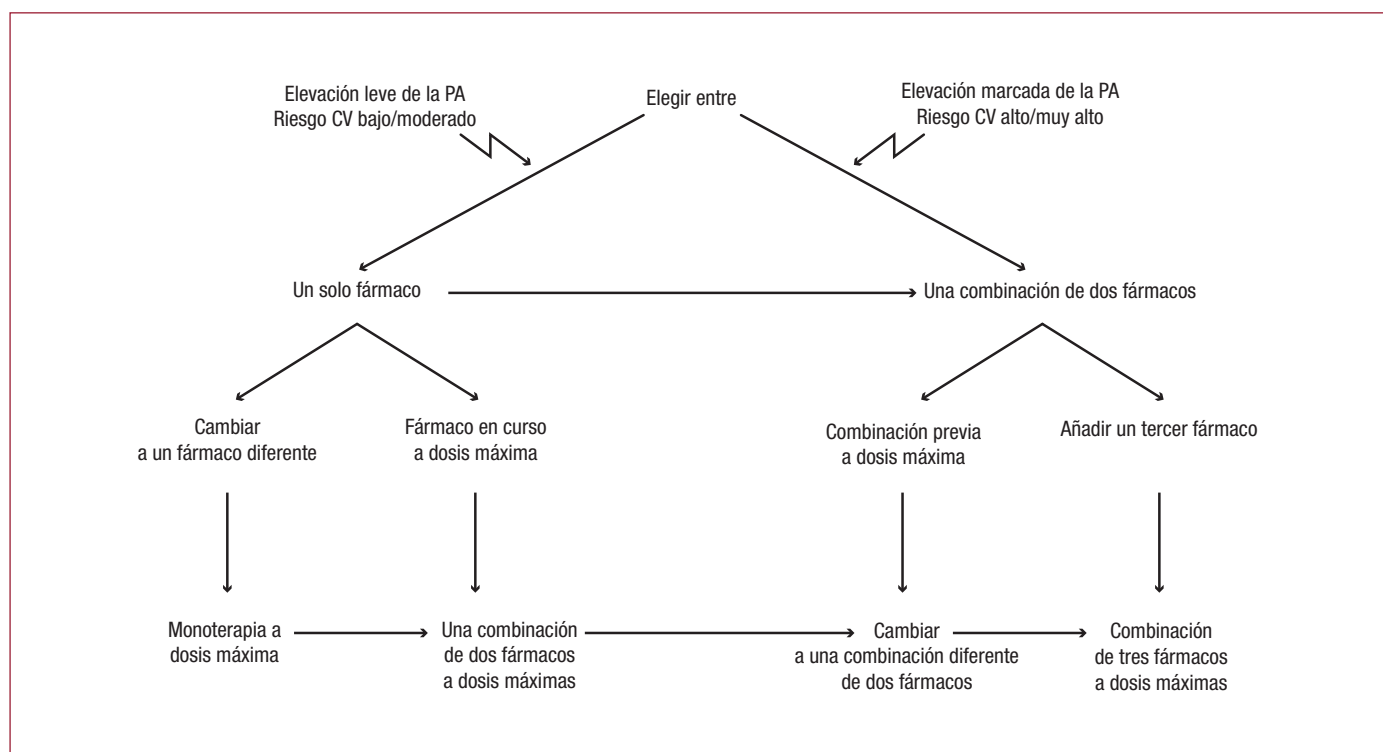 Elevación leve de la PA
Riesgo CV bajo/moderado
Elegir entre
Elevación marcada de la PA
Riesgo CV alto/muy alto
Un solo fármaco
Una combinación de dos fármacos
Cambiar
a un fármaco diferente
Fármaco en curso
a dosis máxima
Combinación previa
a dosis máxima
Añadir un tercer fármaco
Monoterapia a
dosis máxima
Una combinación
de dos fármacos
a dosis máximas
Cambiar
a una combinación diferente
de dos fármacos
Combinación
de tres fármacos
a dosis máximas